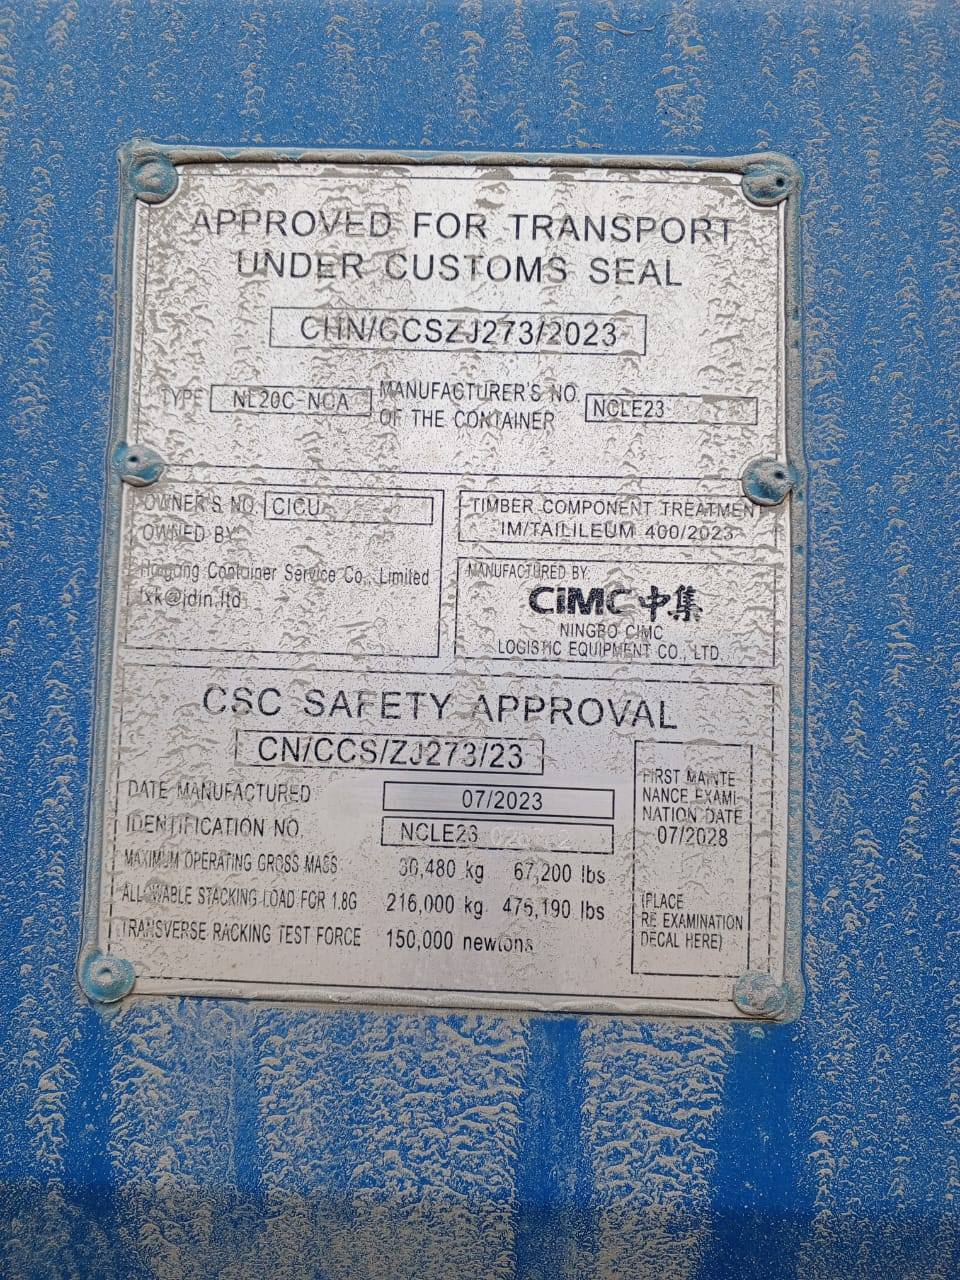 APPROVED FOR TRANSPORT
UNDER CUSTOMS SEAL
CHN/CCSZJ273/2023
TYPE NL20C-NCA MANUFACTURER'S NO.
OF THE CONTAINER NCLE23
OWNER'S NO. CICU
OWNED BY
Container Service Co., Limited
fxk@jdin.ltd
TIMBER COMPONENT TREATMENT
IM/TAILILEUM 400/2023
MANUFACTURED BY
CIMC 中集
NINGBO CIMC
LOGISTIC EQUIPMENT CO., LTD.
CSC SAFETY APPROVAL
CN/CCS/ZJ273/23
DATE MANUFACTURED 07/2023
IDENTIFICATION NO. NCLE23
MAXIMUM OPERATING GROSS MASS 30,480 kg 67,200 lbs
ALLOWABLE STACKING LOAD FOR 1.8G 216,000 kg 476,190 lbs
TRANSVERSE RACKING TEST FORCE 150,000 newtons
FIRST MAINTE
NANCE EXAMI-
NATION DATE
07/2028
(PLACE
RE EXAMINATION
DECAL HERE)